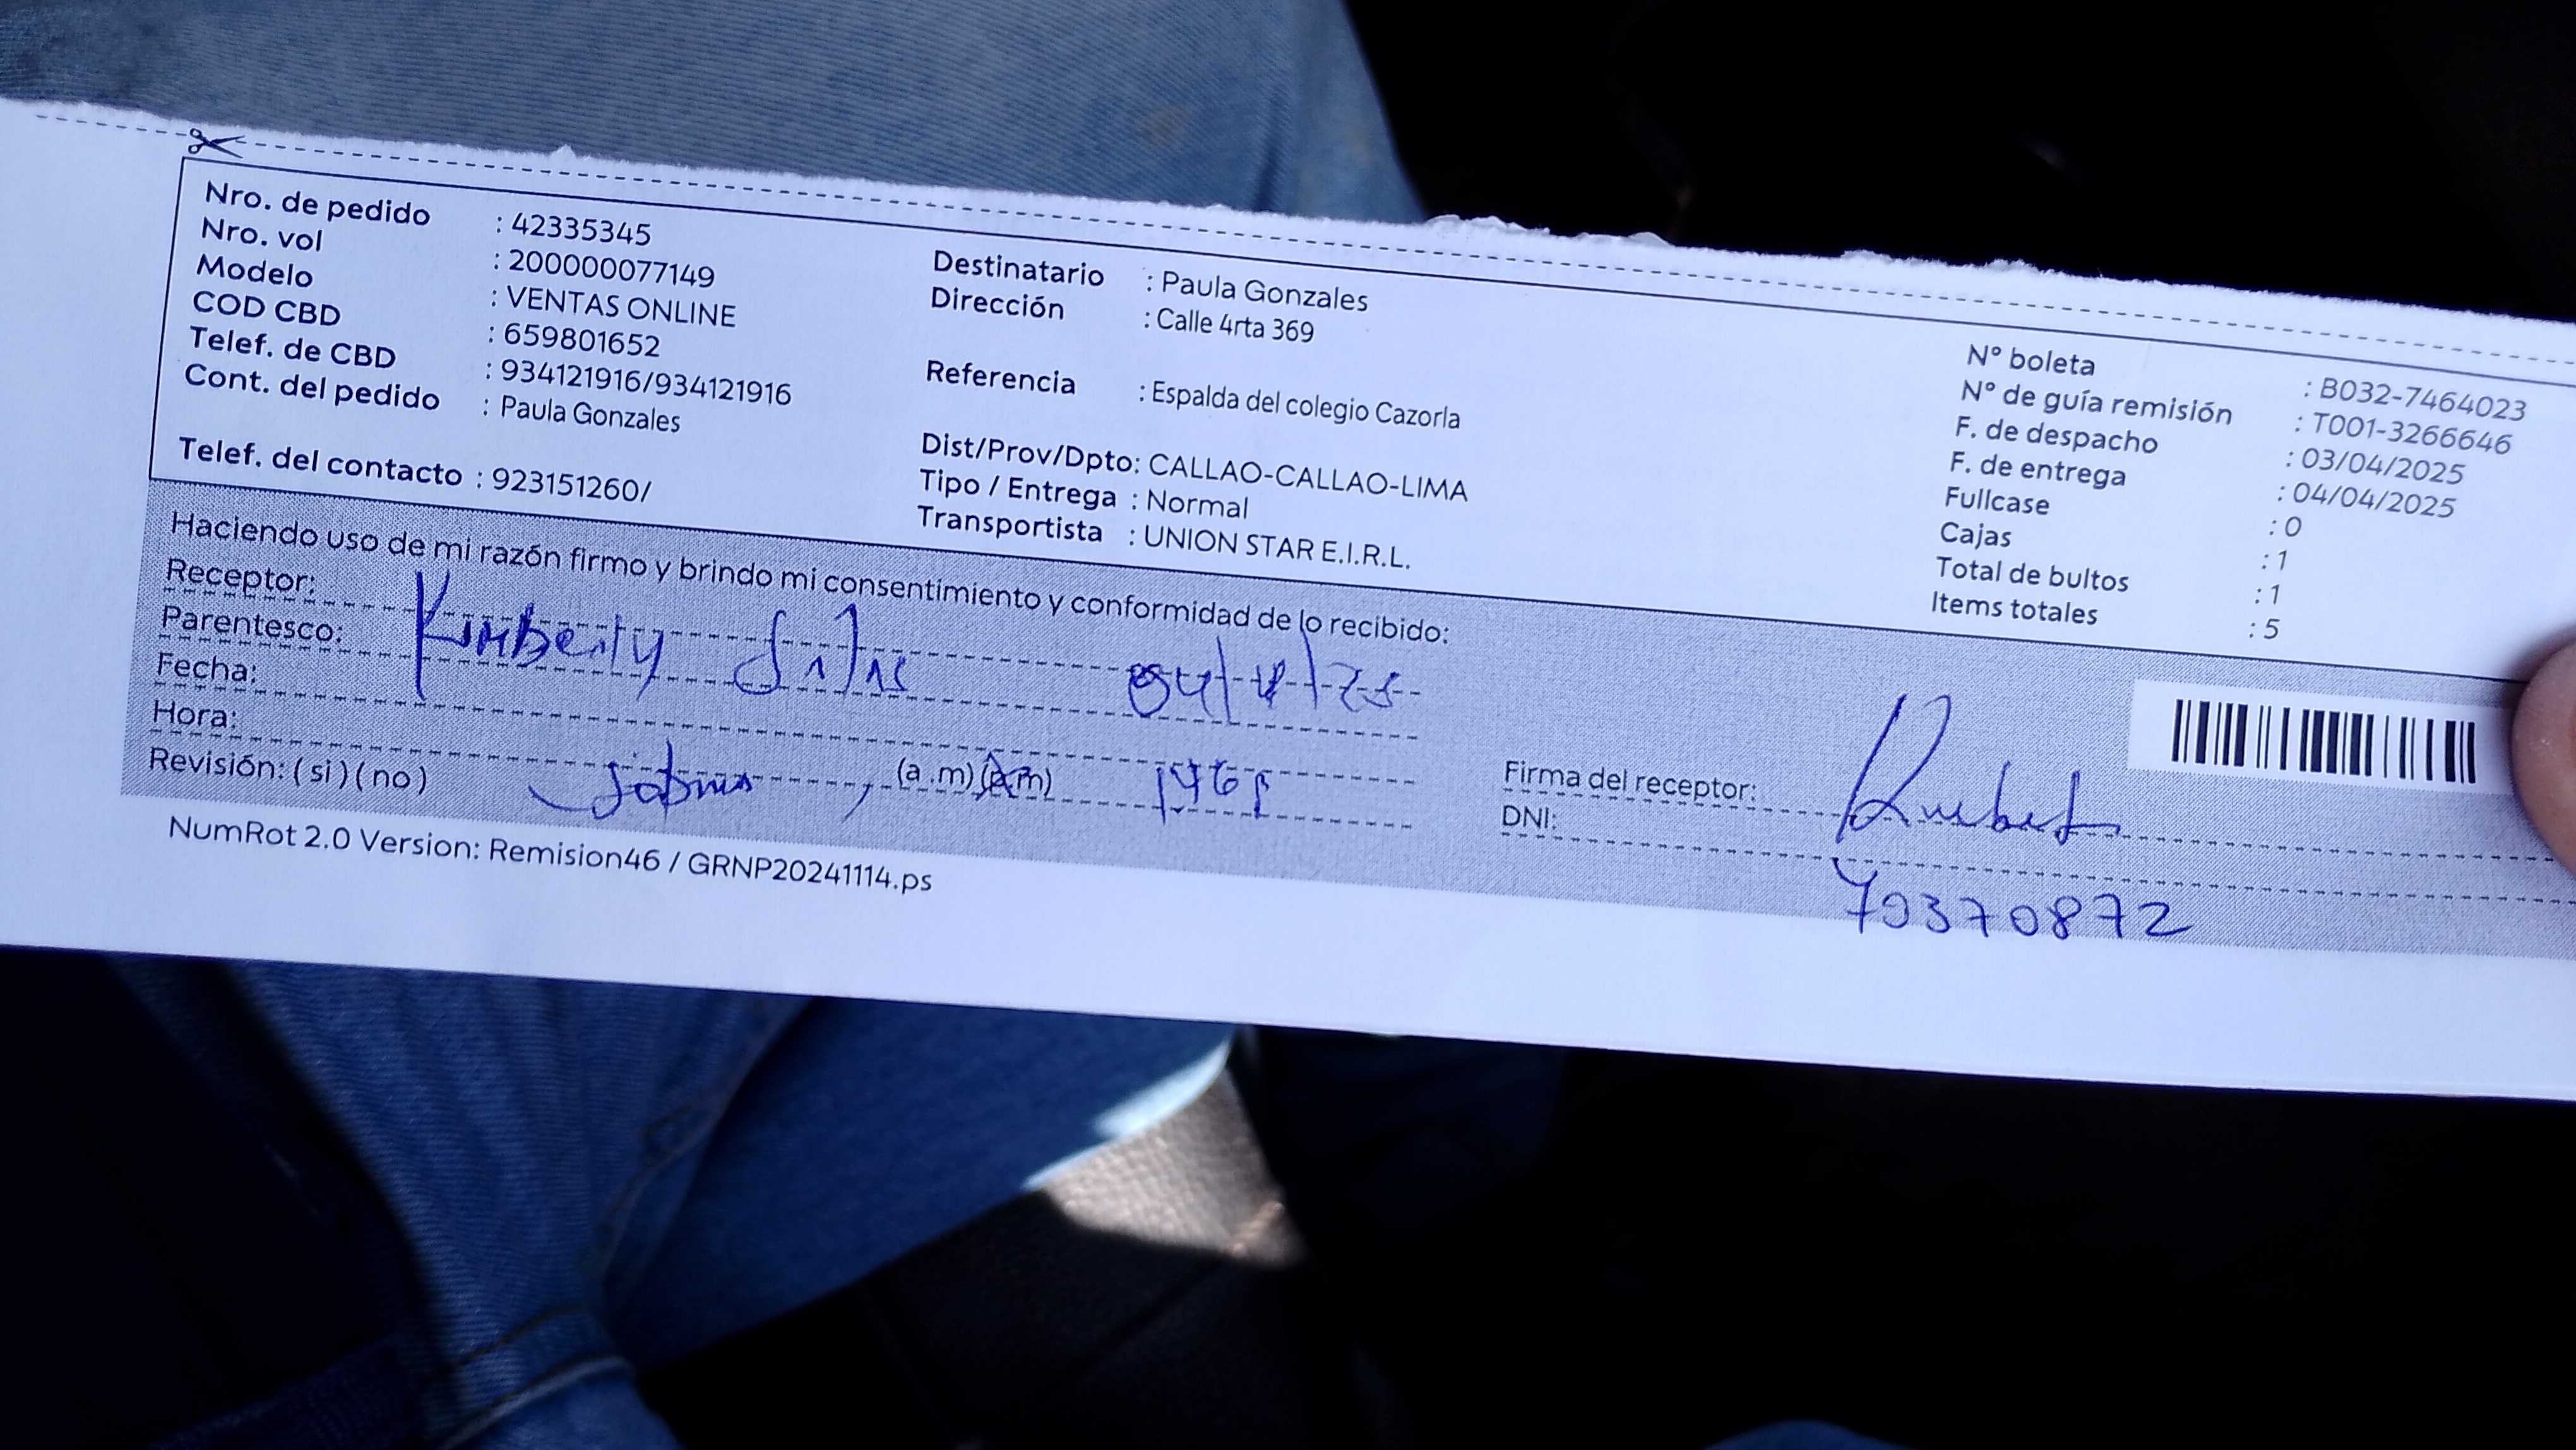 Nro. de pedido : 42335345
Nro. vol : 200000077149
Modelo : VENTAS ONLINE
COD CBD : 659801652
Telef. de CBD : 934121916/934121916
Cont. del pedido : Paula Gonzales
Telef. del contacto : 923151260/
Destinatario : Paula Gonzales
Dirección : Calle 4rta 369
Referencia : Espalda del colegio Cazorla
Dist/Prov/Dpto: CALLAO-CALLAO-LIMA
Tipo / Entrega : Normal
Transportista : UNION STAR E.I.R.L.
N° boleta : B032-7464023
N° de guía remisión : T001-3266646
F. de despacho : 03/04/2025
F. de entrega : 04/04/2025
Fullcase : 0
Cajas : 1
Total de bultos : 1
Items totales : 5
Haciendo uso de mi razón firmo y brindo mi consentimiento y conformidad de lo recibido:
Receptor: Kimberly
Parentesco:
Fecha:
Hora: (a.m)(p.m)
Revisión: (si)(no)
Firma del receptor:
DNI: 70370872
NumRot 2.0 Version: Remision46 / GRNP20241114.ps